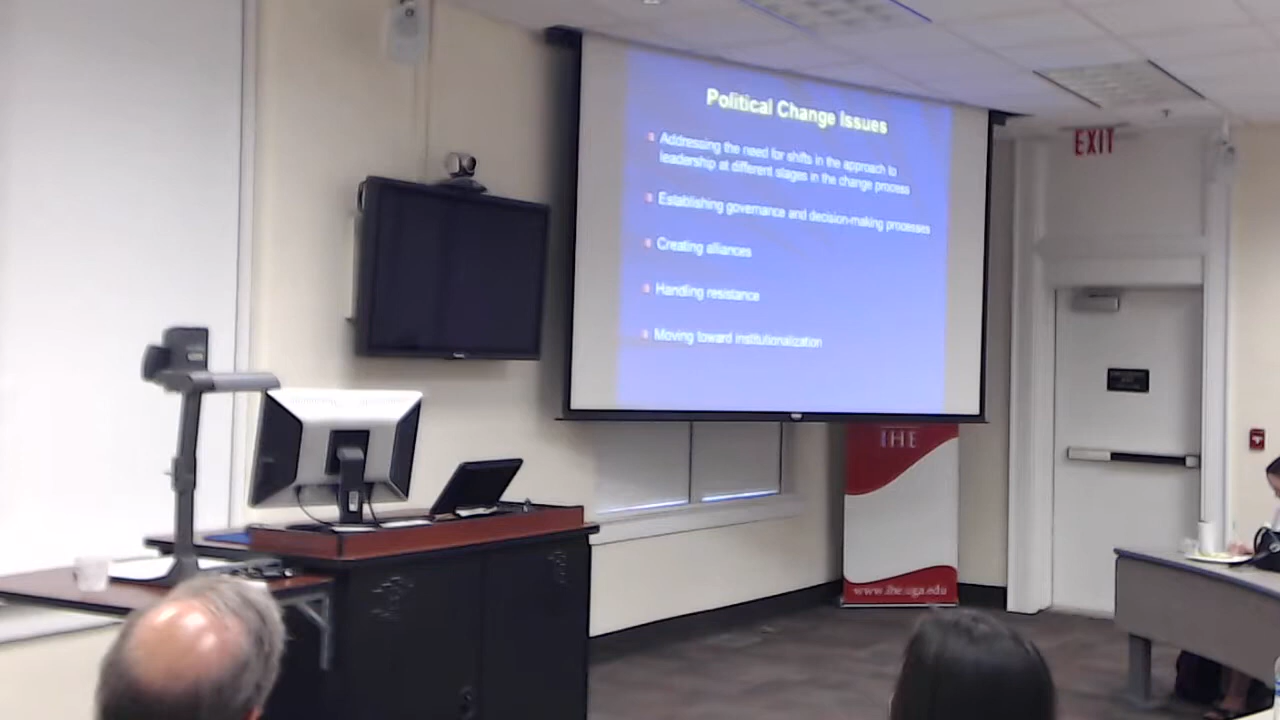 Political Change Issues
Addressing the need for shifts in the approach to
leadership at different stages in the change process
Establishing governance and decision-making processes
Creating alliances
Handling resistance
Moving toward institutionalization
EXIT
IHE
www.ihe.uga.edu